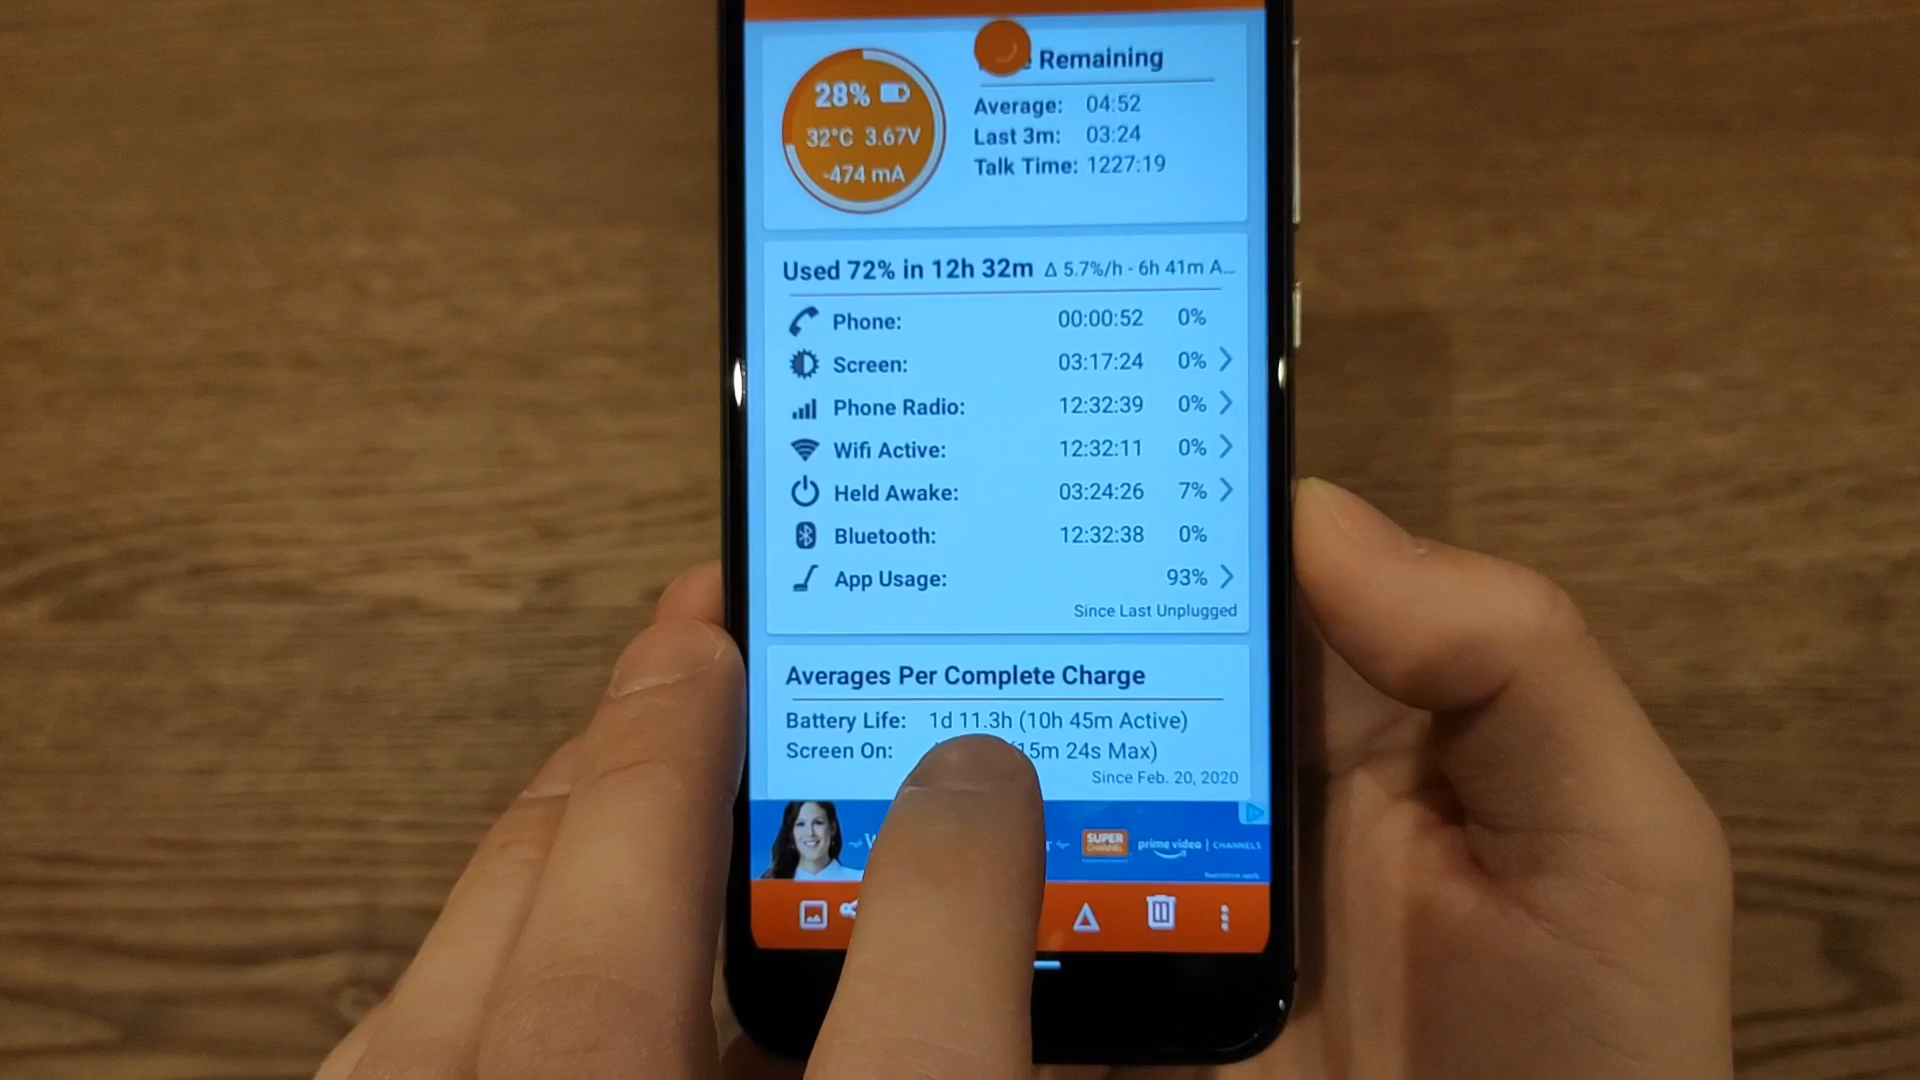 28%
32°C 3.67V
-474 mA
Remaining
Average: 04:52
Last 3m: 03:24
Talk Time: 1227:19
Used 72% in 12h 32m Δ 5.7%/h - 6h 41m A...
Phone: 00:00:52 0%
Screen: 03:17:24 0%
Phone Radio: 12:32:39 0%
Wifi Active: 12:32:11 0%
Held Awake: 03:24:26 7%
Bluetooth: 12:32:38 0%
App Usage: 93%
Since Last Unplugged
Averages Per Complete Charge
Battery Life: 1d 11.3h (10h 45m Active)
Screen On: (15m 24s Max)
Since Feb. 20, 2020
SUPER
CHANNEL
prime video | CHANNELS